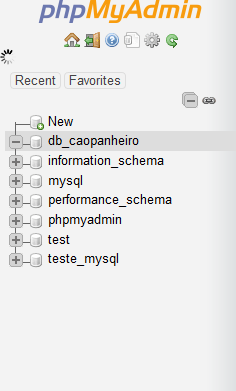 phpMyAdmin
Recent Favorites
New
db_caopanheiro
information_schema
mysql
performance_schema
phpmyadmin
test
teste_mysql